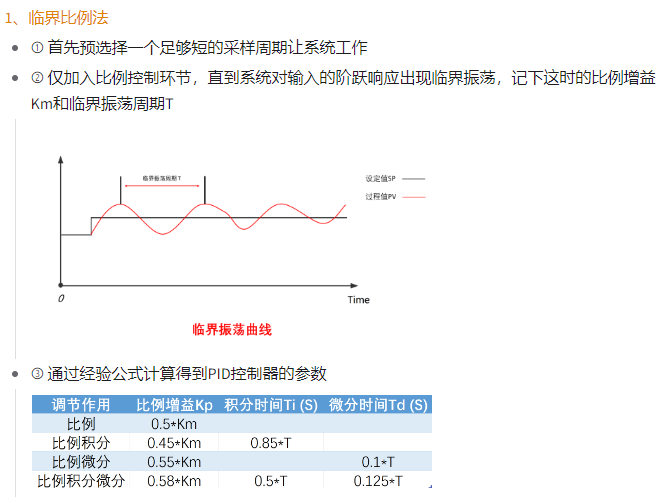 1、临界比例法
① 首先预选择一个足够短的采样周期让系统工作
② 仅加入比例控制环节，直到系统对输入的阶跃响应出现临界振荡，记下这时的比例增益
Km和临界振荡周期T
临界振荡周期T
设定值SP
过程值PV
0
Time
临界振荡曲线
③ 通过经验公式计算得到PID控制器的参数
调节作用 比例增益Kp 积分时间Ti (S) 微分时间Td (S)
比例 0.5*Km
比例积分 0.45*Km 0.85*T
比例微分 0.55*Km 0.1*T
比例积分微分 0.58*Km 0.5*T 0.125*T